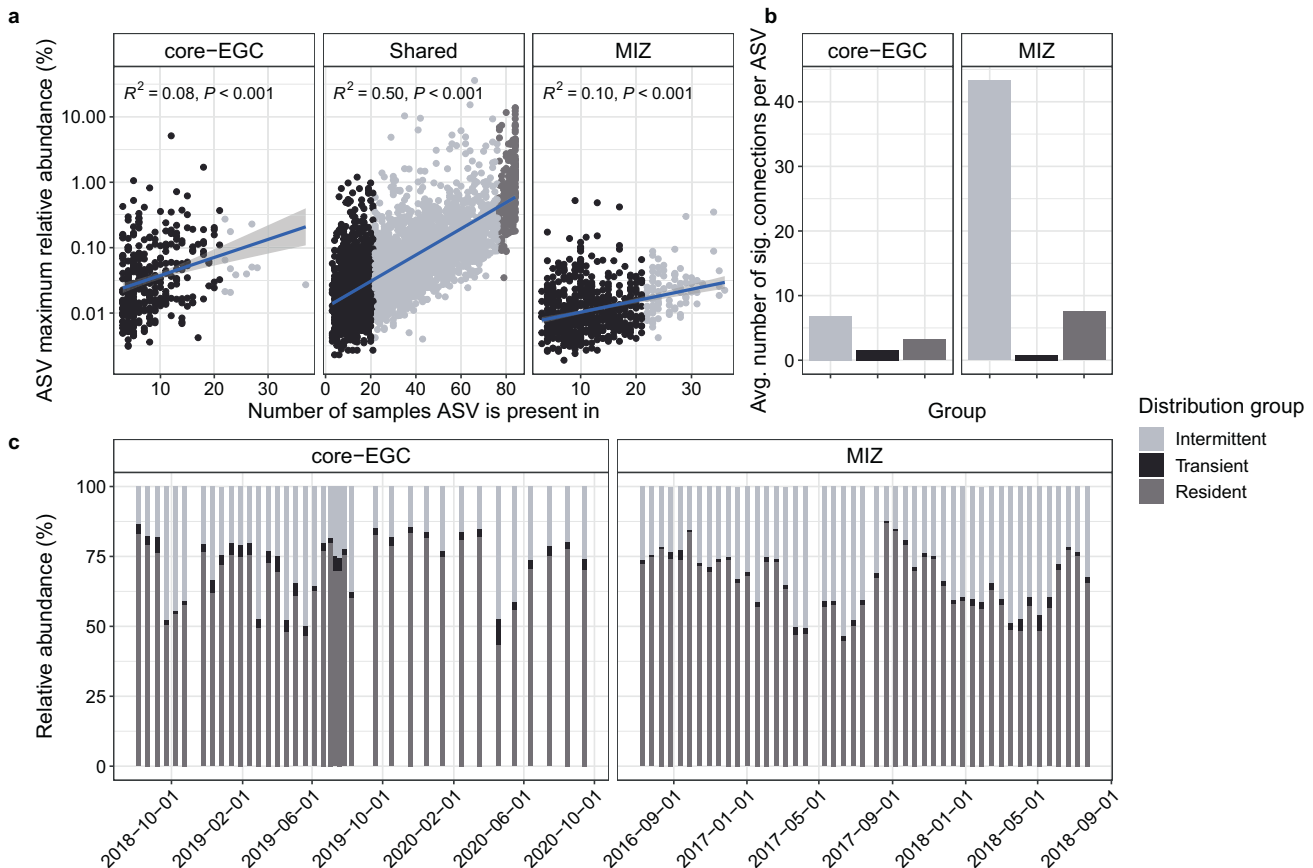 a
core−EGC
Shared
MIZ
R² = 0.08, P < 0.001
R² = 0.50, P < 0.001
R² = 0.10, P < 0.001
ASV maximum relative abundance (%)
10.00
1.00
0.10
0.01
10 20 30
0 20 40 60 80
10 20 30
Number of samples ASV is present in
b
core−EGC
MIZ
Avg. number of sig. connections per ASV
40
30
20
10
0
Group
Distribution group
Intermittent
Transient
Resident
c
core−EGC
MIZ
Relative abundance (%)
100
75
50
25
0
2018−10−01
2019−02−01
2019−06−01
2019−10−01
2020−02−01
2020−06−01
2020−10−01
2016−09−01
2017−01−01
2017−05−01
2017−09−01
2018−01−01
2018−05−01
2018−09−01